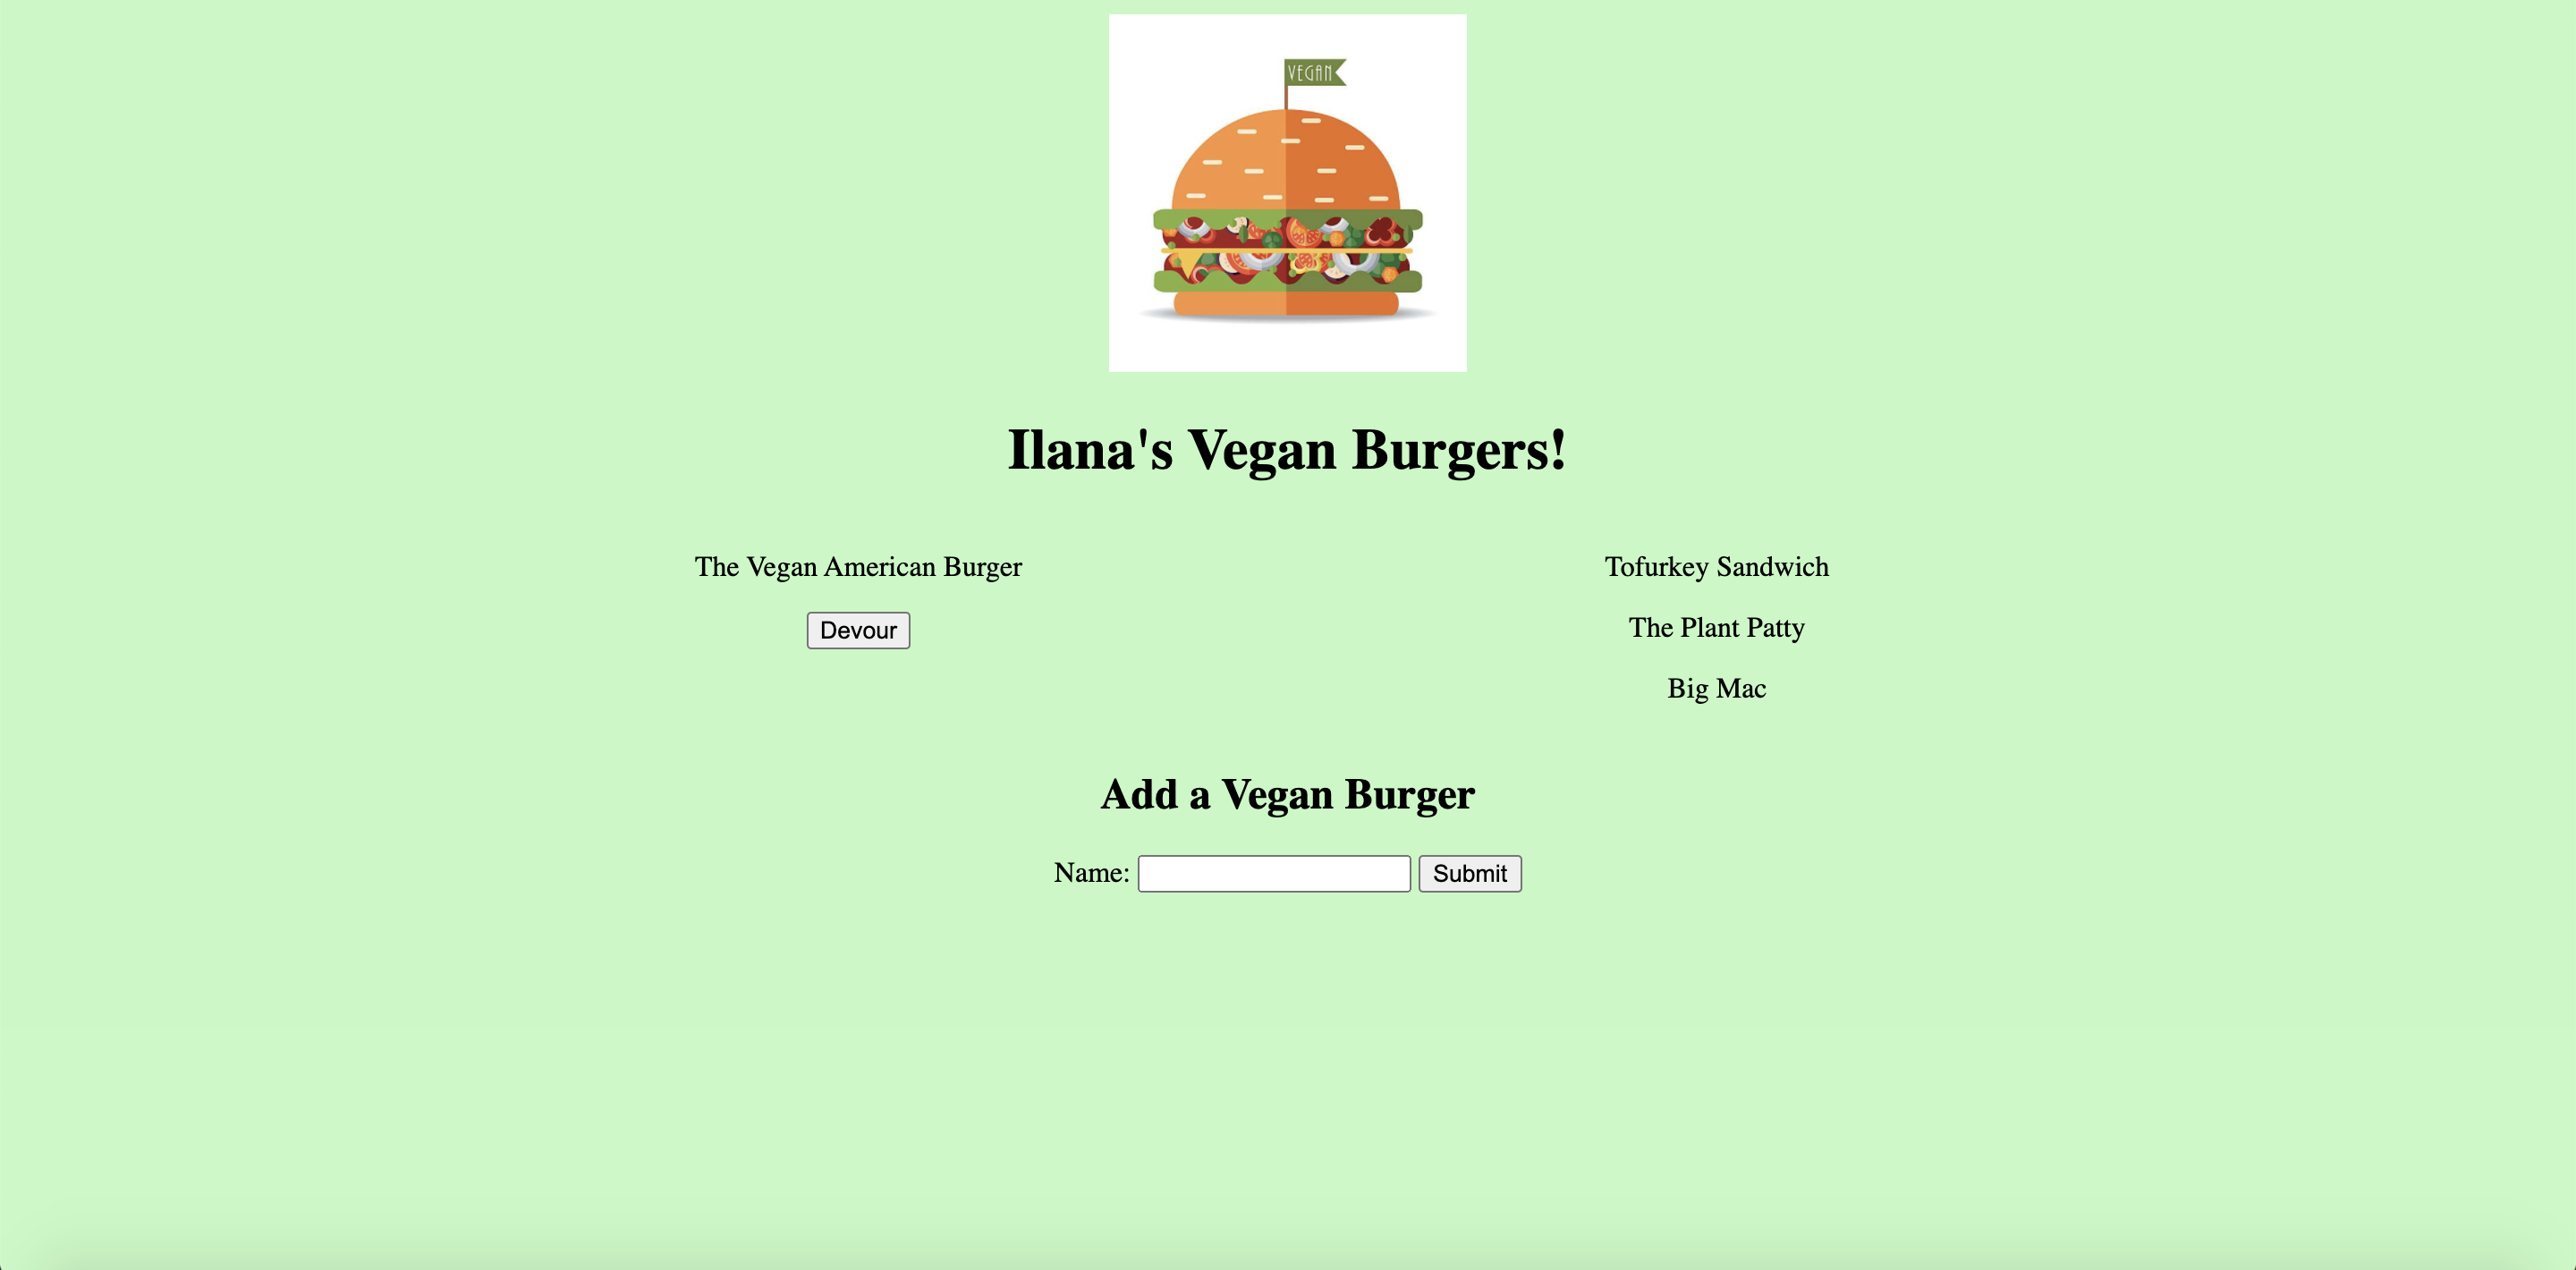 VEGAN
Ilana's Vegan Burgers!
The Vegan American Burger
Devour
Tofurkey Sandwich
The Plant Patty
Big Mac
Add a Vegan Burger
Name: Submit